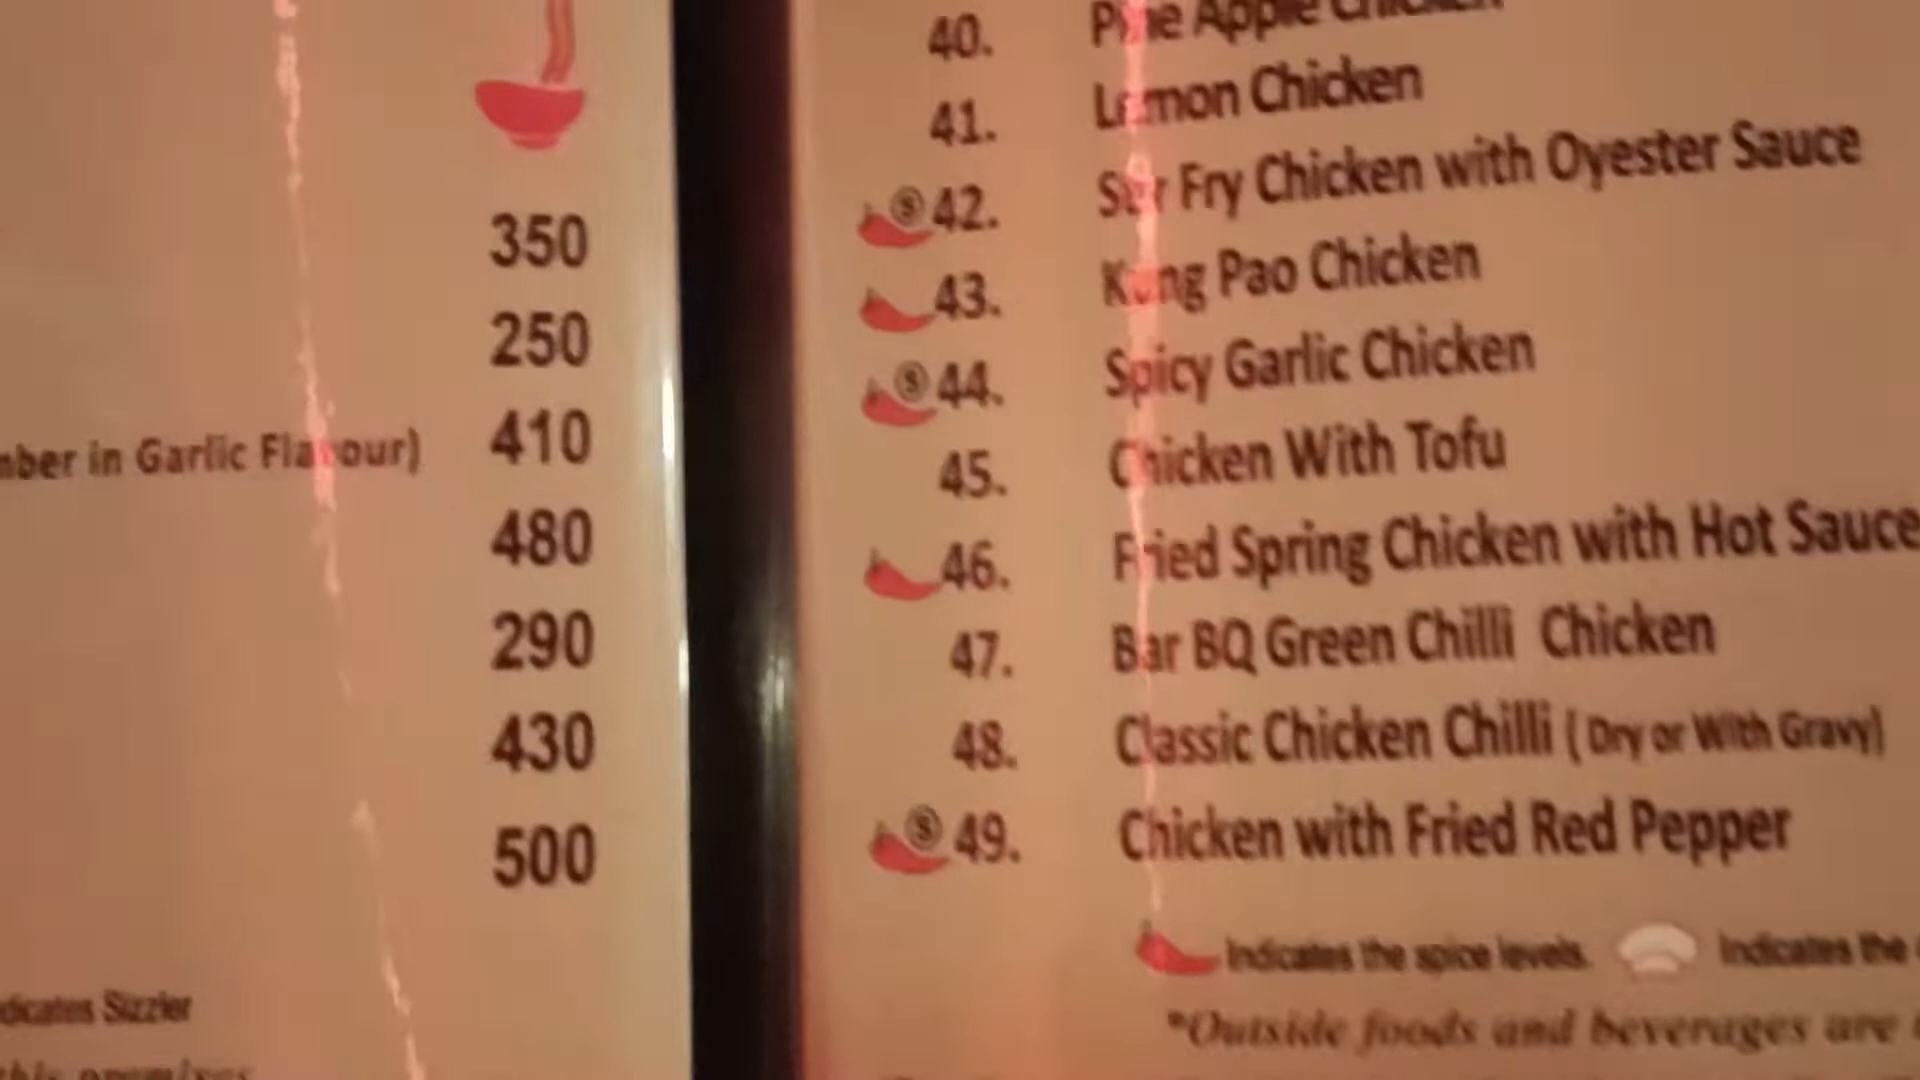 350
250
in Garlic Flavour) 410
480
290
430
500
Sizzler
40. Pine Apple Chicken
41. Lemon Chicken
S 42. Stir Fry Chicken with Oyester Sauce
43. Kung Pao Chicken
S 44. Spicy Garlic Chicken
45. Chicken With Tofu
46. Fried Spring Chicken with Hot Sauce
47. Bar BQ Green Chilli Chicken
48. Classic Chicken Chilli ( Dry or With Gravy)
S 49. Chicken with Fried Red Pepper
Indicates the spice levels. Indicates the
*Outside foods and beverages are